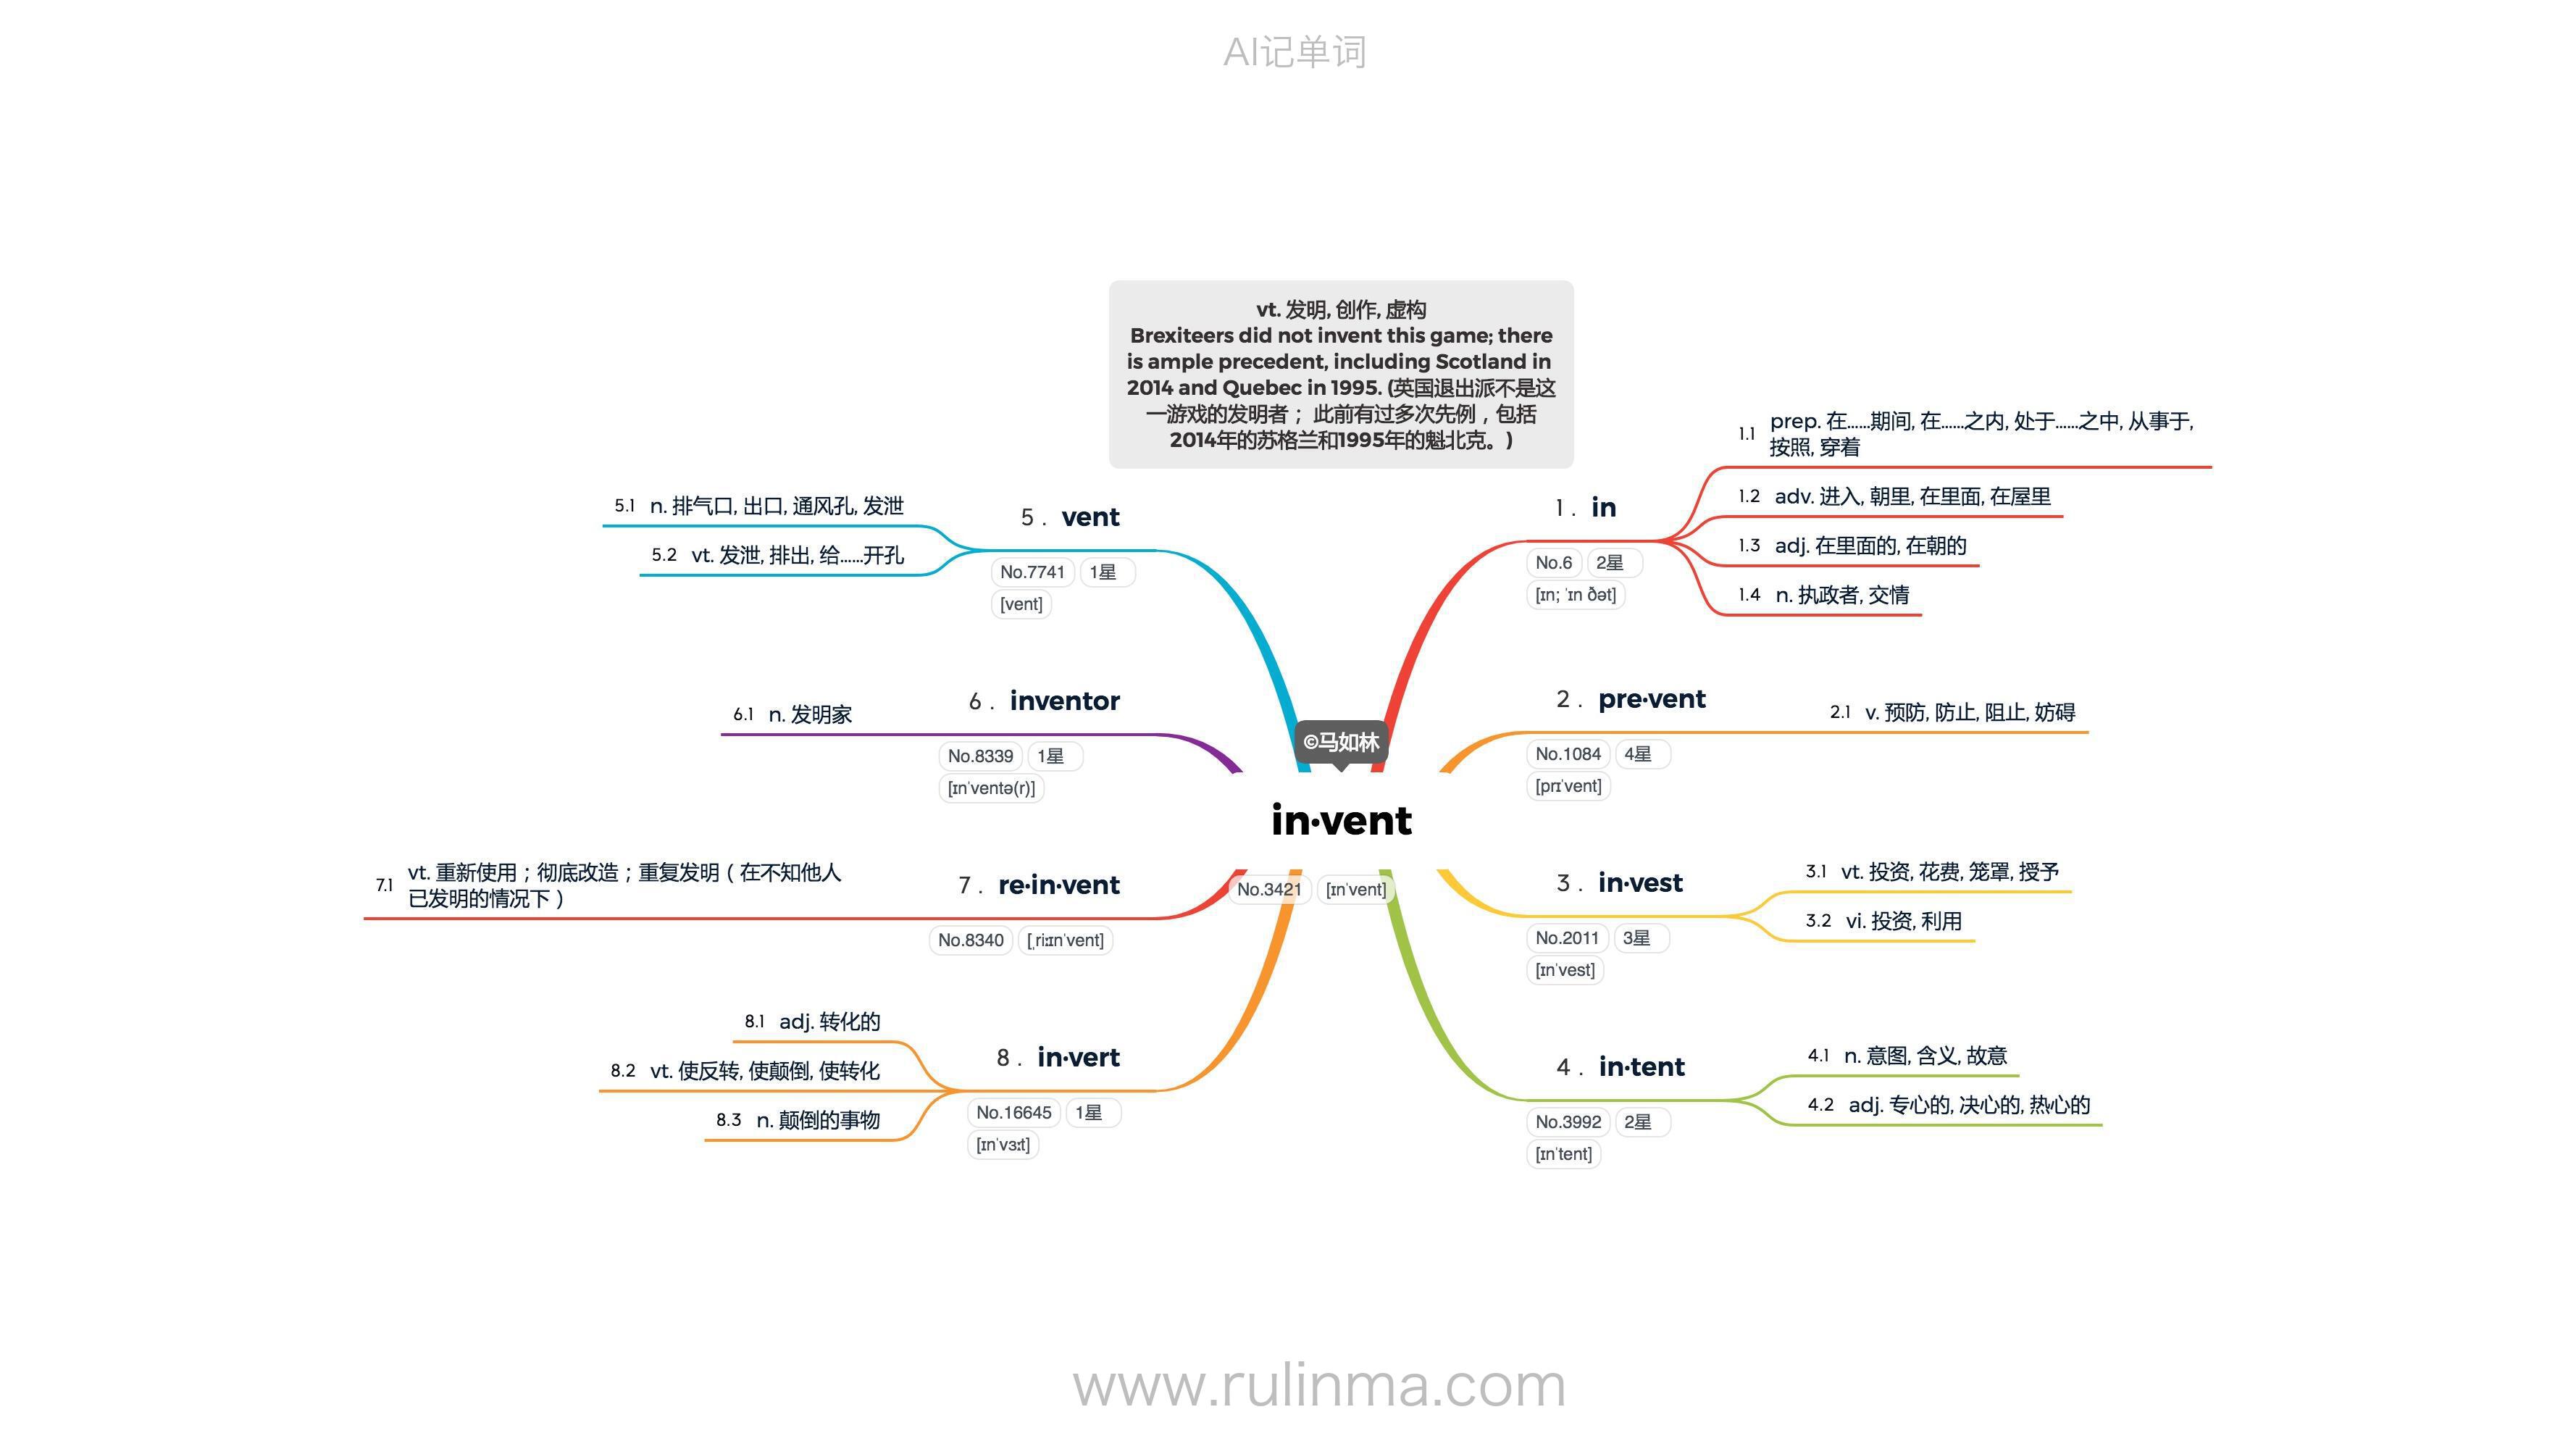 AI记单词
vt. 发明, 创作, 虚构
Brexiteers did not invent this game; there
is ample precedent, including Scotland in
2014 and Quebec in 1995. (英国退出派不是这
一游戏的发明者； 此前有过多次先例，包括
2014年的苏格兰和1995年的魁北克。)
©马如林
in·vent
No.3421 [ɪnˈvent]
1 . in
No.6 2星
[ɪn; ˈɪn ðət]
1.1 prep. 在……期间, 在……之内, 处于……之中, 从事于,
按照, 穿着
1.2 adv. 进入, 朝里, 在里面, 在屋里
1.3 adj. 在里面的, 在朝的
1.4 n. 执政者, 交情
2 . pre·vent
No.1084 4星
[prɪˈvent]
2.1 v. 预防, 防止, 阻止, 妨碍
3 . in·vest
No.2011 3星
[ɪnˈvest]
3.1 vt. 投资, 花费, 笼罩, 授予
3.2 vi. 投资, 利用
4 . in·tent
No.3992 2星
[ɪnˈtent]
4.1 n. 意图, 含义, 故意
4.2 adj. 专心的, 决心的, 热心的
5 . vent
No.7741 1星
[vent]
5.1 n. 排气口, 出口, 通风孔, 发泄
5.2 vt. 发泄, 排出, 给……开孔
6 . inventor
No.8339 1星
[ɪnˈventə(r)]
6.1 n. 发明家
7 . re·in·vent
No.8340 [ˌriːɪnˈvent]
7.1 vt. 重新使用；彻底改造；重复发明（在不知他人
已发明的情况下）
8 . in·vert
No.16645 1星
[ɪnˈvɜːt]
8.1 adj. 转化的
8.2 vt. 使反转, 使颠倒, 使转化
8.3 n. 颠倒的事物
www.rulinma.com